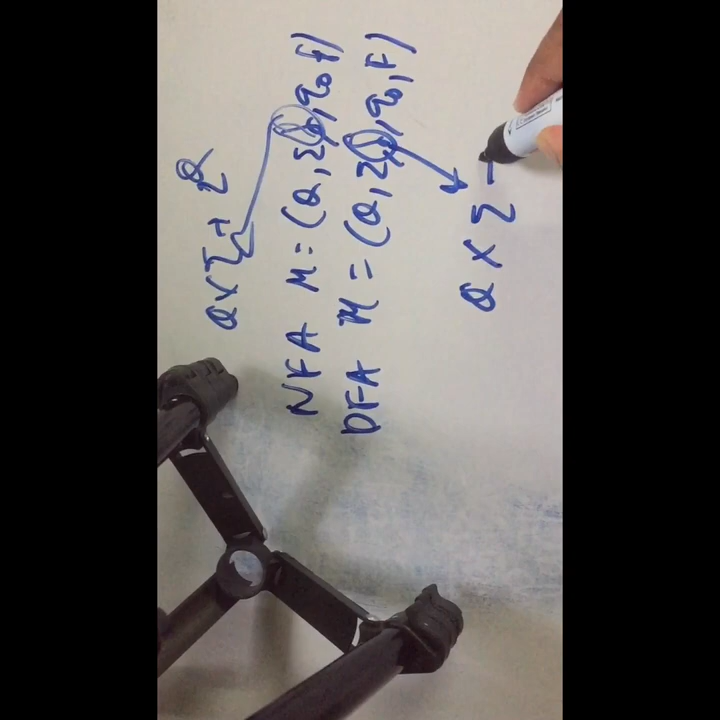 Q × Σ → 2^Q
NFA M = (Q, Σ, δ, q₀, F)
DFA M = (Q, Σ, δ, q₀, F)
Q × Σ –